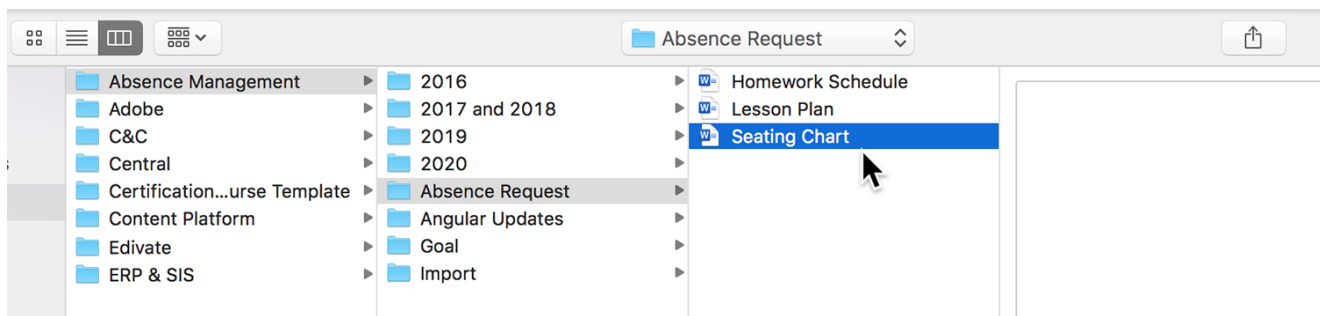 Absence Request
Absence Management
Adobe
C&C
Central
Certification...urse Template
Content Platform
Edivate
ERP & SIS
2016
2017 and 2018
2019
2020
Absence Request
Angular Updates
Goal
Import
Homework Schedule
Lesson Plan
Seating Chart